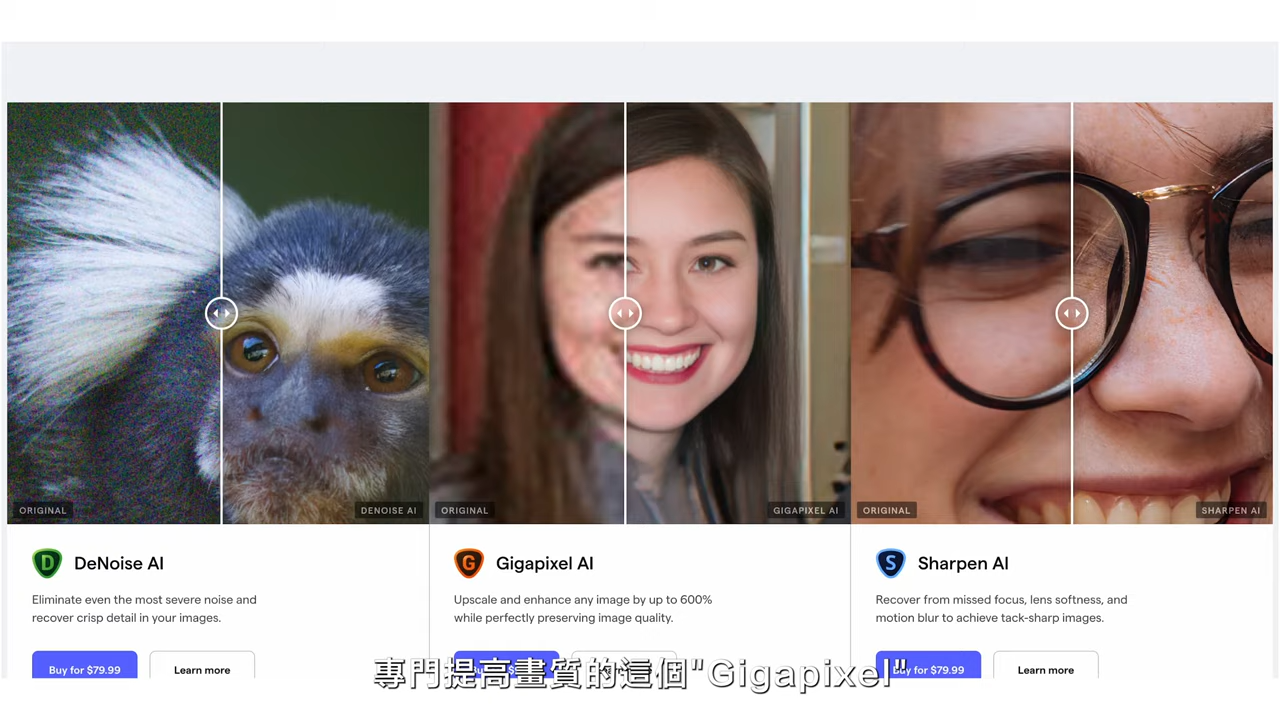 ORIGINAL
DENOISE AI
ORIGINAL
GIGAPIXEL AI
ORIGINAL
SHARPEN AI
D DeNoise AI
Eliminate even the most severe noise and
recover crisp detail in your images.
Buy for $79.99
Learn more
G Gigapixel AI
Upscale and enhance any image by up to 600%
while perfectly preserving image quality.
S Sharpen AI
Recover from missed focus, lens softness, and
motion blur to achieve tack-sharp images.
Buy for $79.99
Learn more
專門提高畫質的這個"Gigapixel"